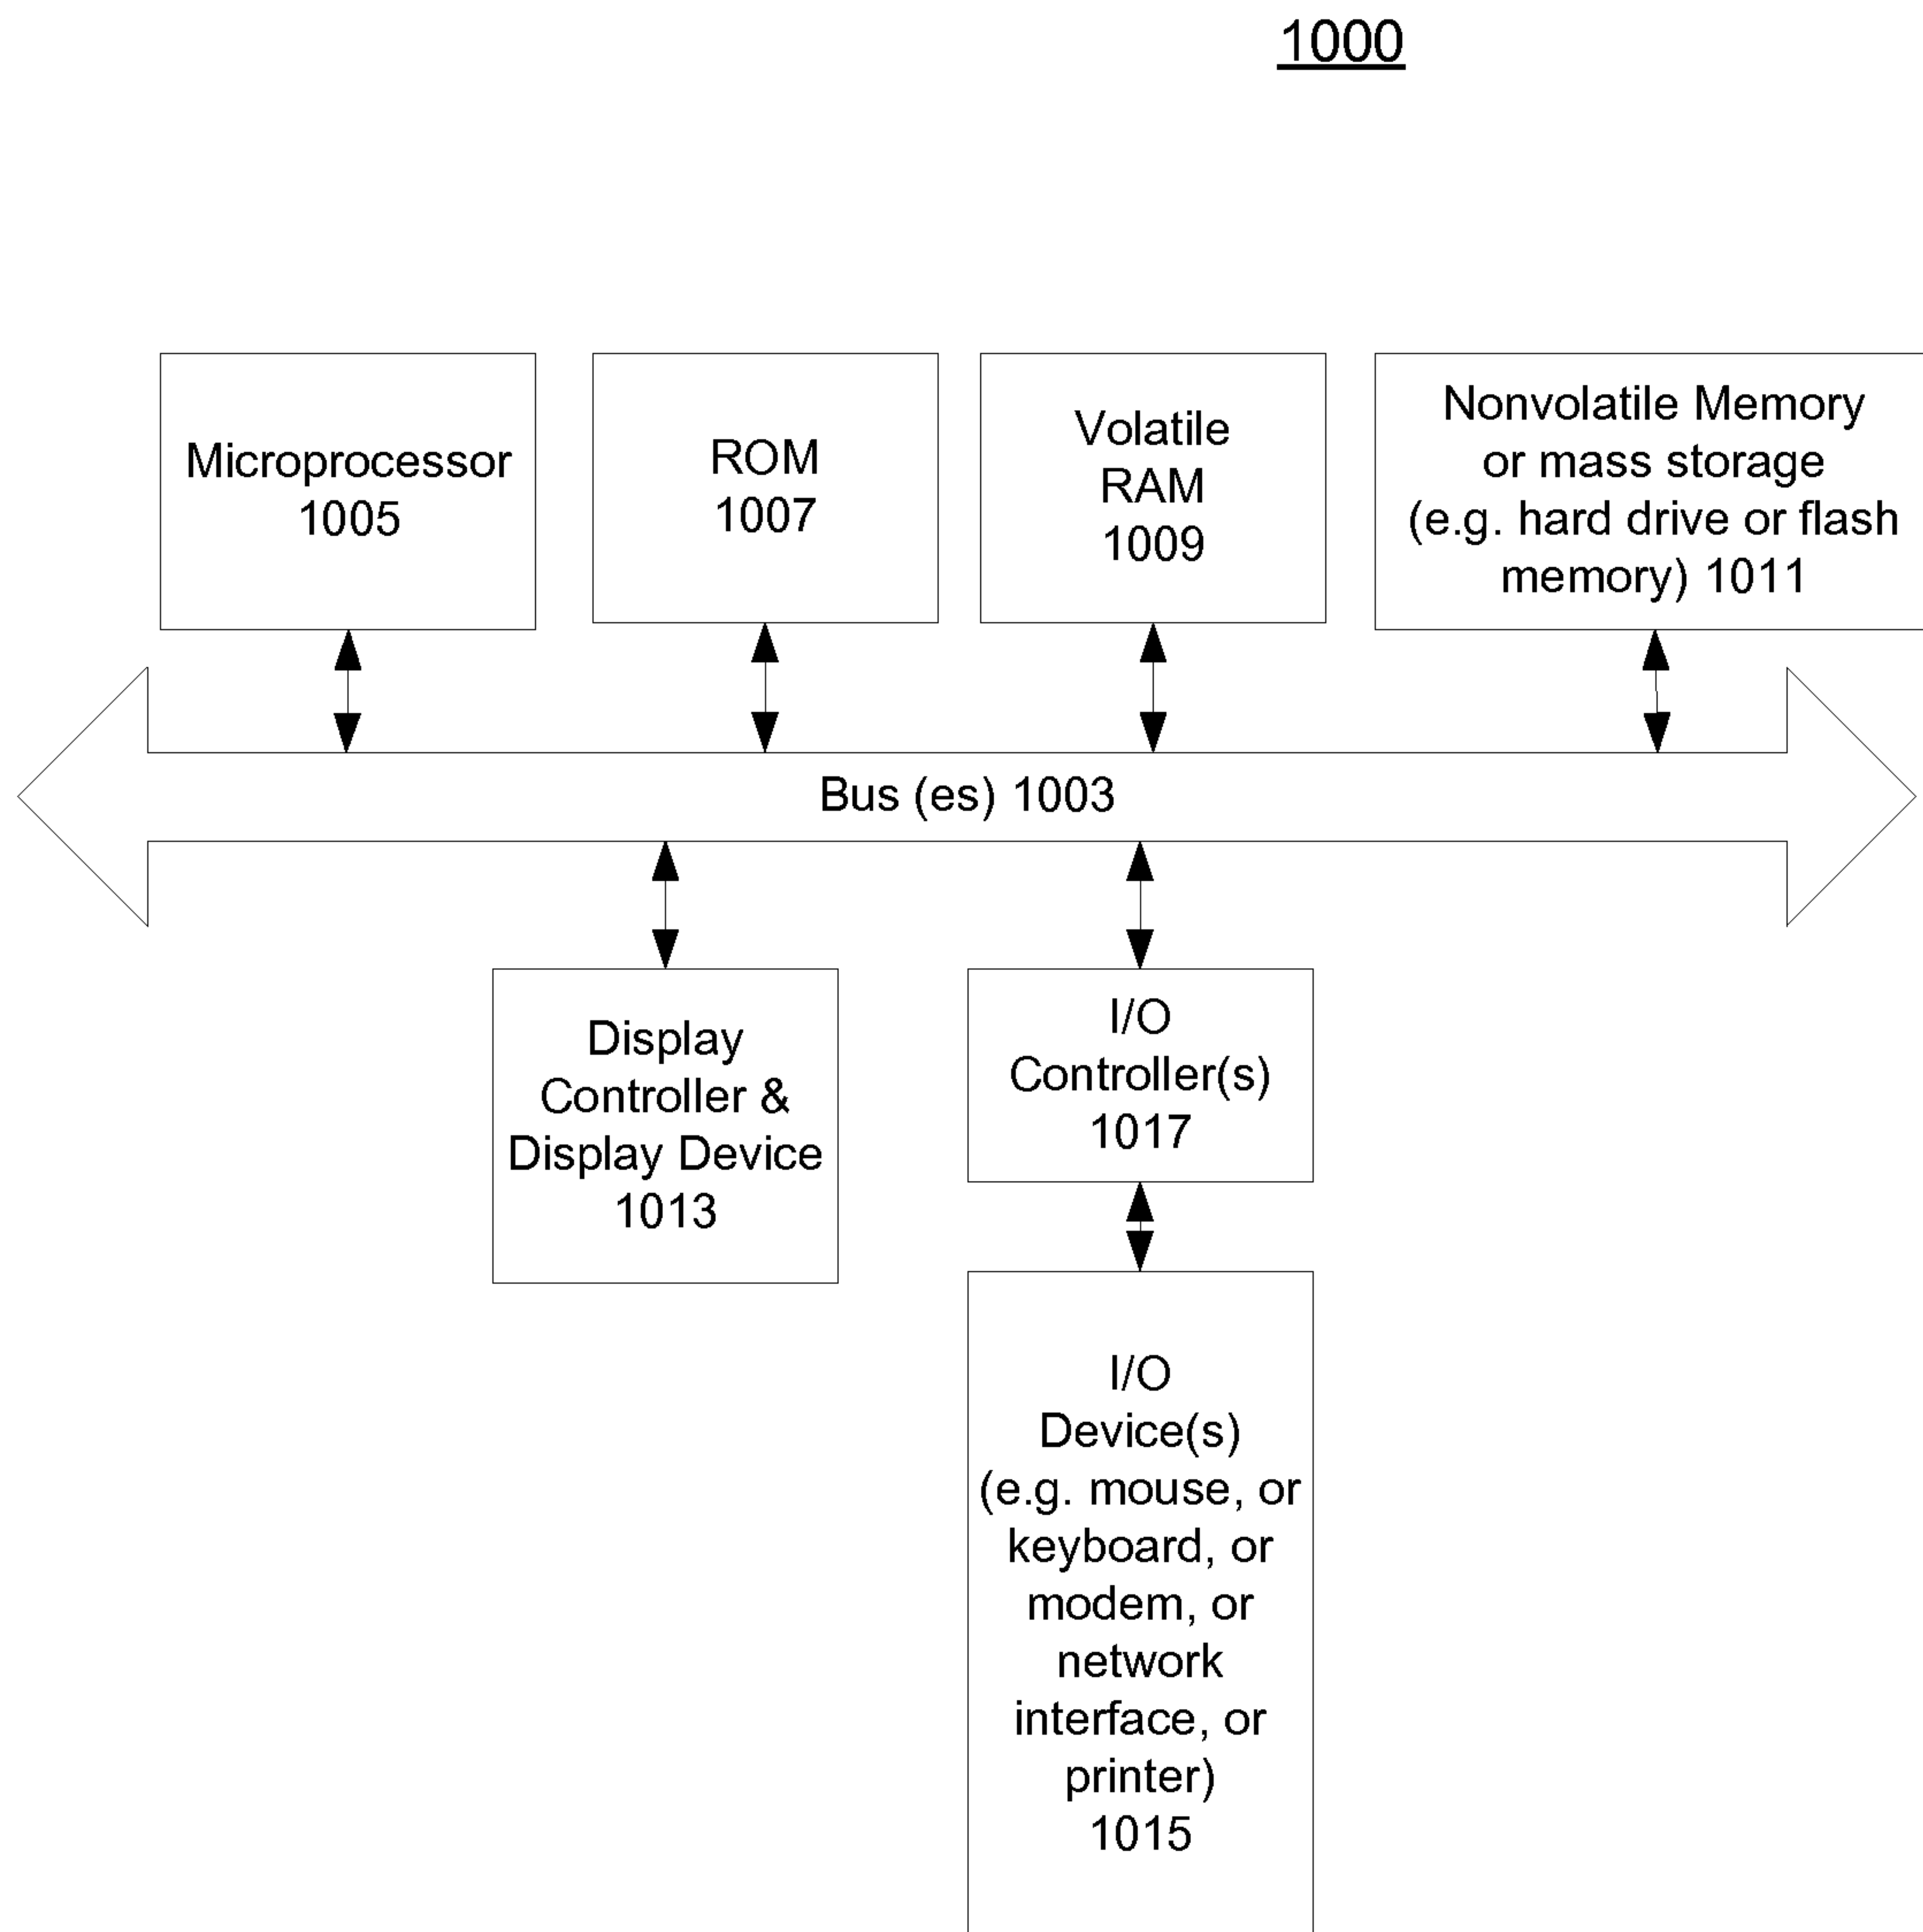 1000
Microprocessor
1005
ROM
1007
Volatile
RAM
1009
Nonvolatile Memory
or mass storage
(e.g. hard drive or flash
memory) 1011
Bus (es) 1003
Display
Controller &
Display Device
1013
I/O
Controller(s)
1017
I/O
Device(s)
(e.g. mouse, or
keyboard, or
modem, or
network
interface, or
printer)
1015